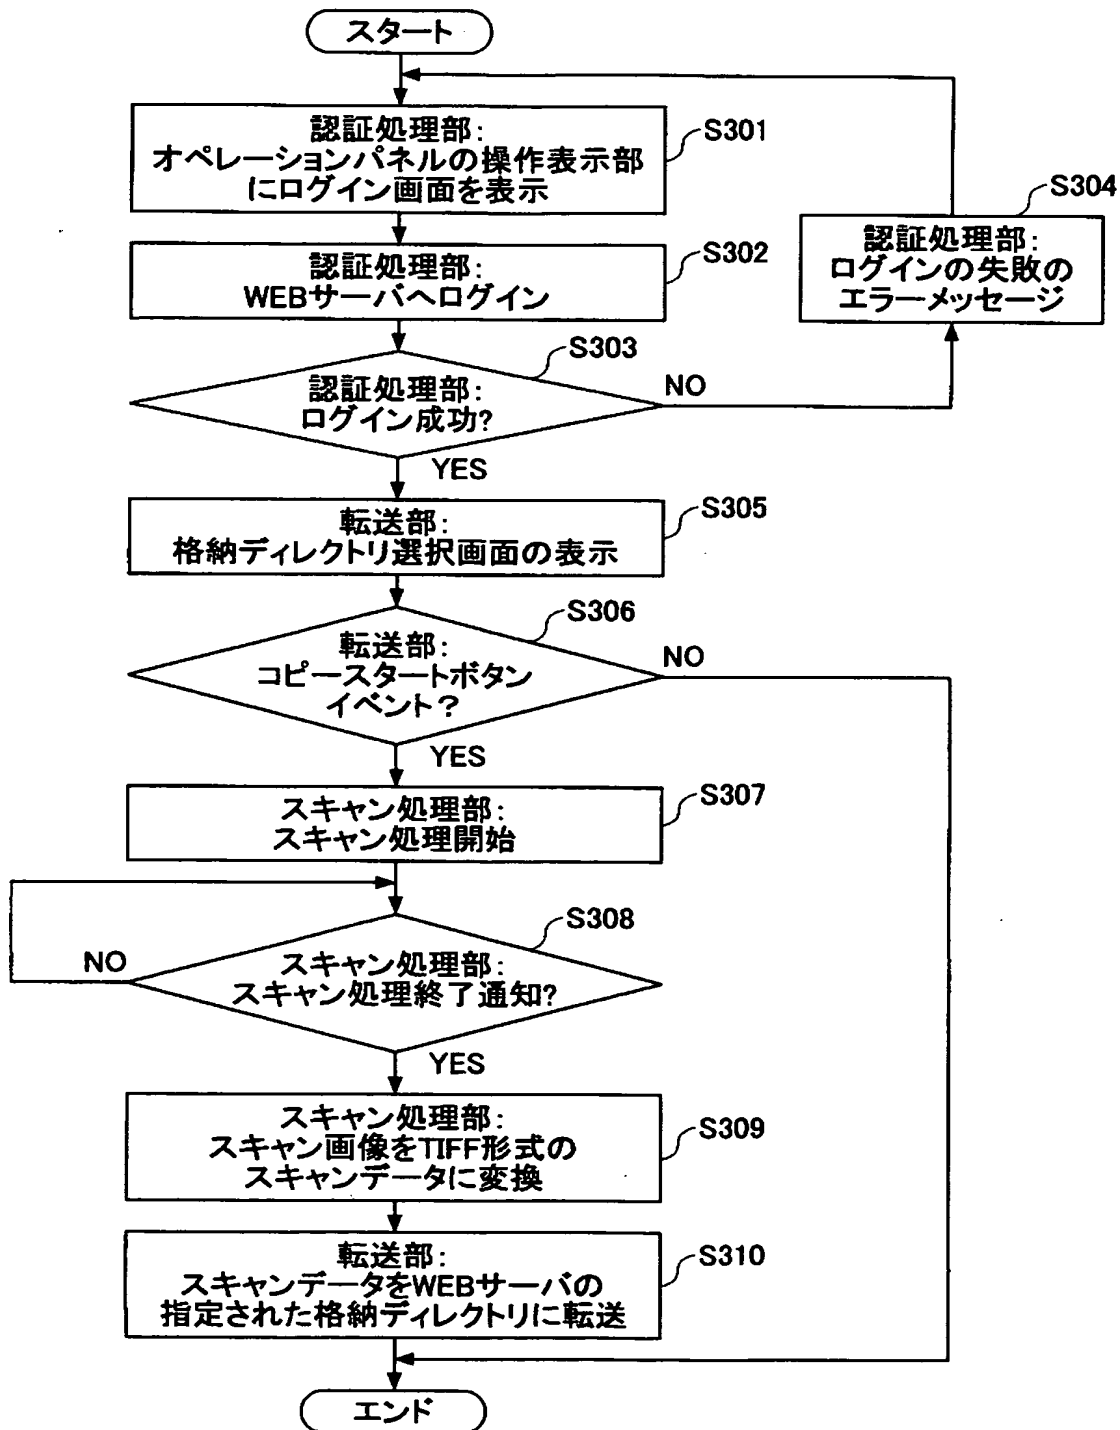 スタート
認証処理部:
オペレーションパネルの操作表示部
にログイン画面を表示
S301
認証処理部:
WEBサーバへログイン
S302
認証処理部:
ログイン成功?
S303
NO
YES
認証処理部:
ログインの失敗の
エラーメッセージ
S304
転送部:
格納ディレクトリ選択画面の表示
S305
転送部:
コピースタートボタン
イベント?
S306
NO
YES
スキャン処理部:
スキャン処理開始
S307
スキャン処理部:
スキャン処理終了通知?
S308
NO
YES
スキャン処理部:
スキャン画像をTIFF形式の
スキャンデータに変換
S309
転送部:
スキャンデータをWEBサーバの
指定された格納ディレクトリに転送
S310
エンド